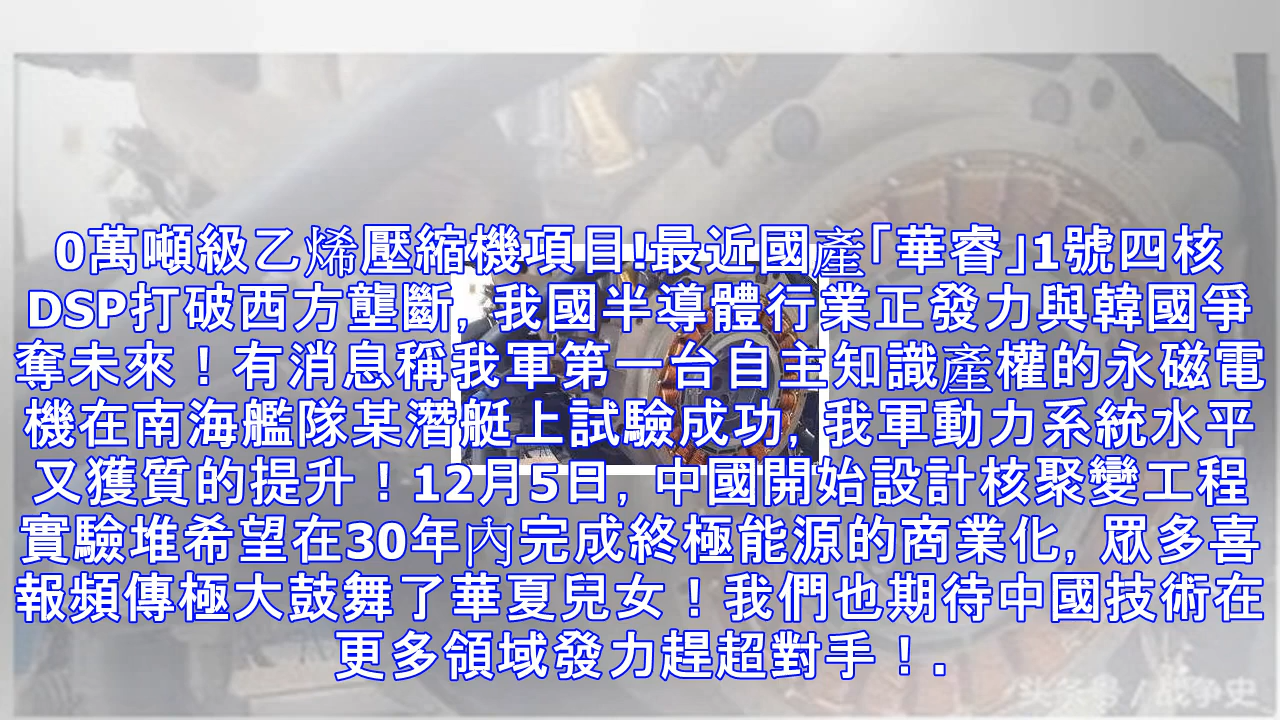 0萬噸級乙烯壓縮機項目!最近國產「華睿」1號四核
DSP打破西方壟斷, 我國半導體行業正發力與韓國爭
奪未來！有消息稱我軍第一台自主知識產權的永磁電
機在南海艦隊某潛艇上試驗成功, 我軍動力系統水平
又獲質的提升！12月5日, 中國開始設計核聚變工程
實驗堆希望在30年內完成終極能源的商業化, 眾多喜
報頻傳極大鼓舞了華夏兒女！我們也期待中國技術在
更多領域發力趕超對手！.
头条号 / 战争史